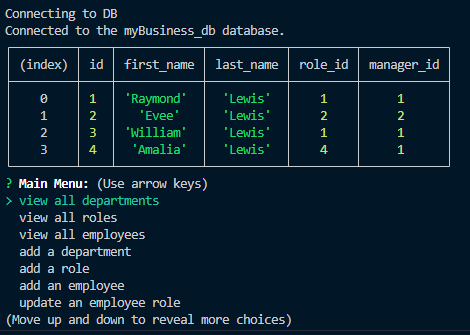 Connecting to DB
Connected to the myBusiness_db database.
(index) id first_name last_name role_id manager_id
0 1 'Raymond' 'Lewis' 1 1
1 2 'Evee' 'Lewis' 2 2
2 3 'William' 'Lewis' 1 1
3 4 'Amalia' 'Lewis' 4 1
? Main Menu: (Use arrow keys)
> view all departments
view all roles
view all employees
add a department
add a role
add an employee
update an employee role
(Move up and down to reveal more choices)